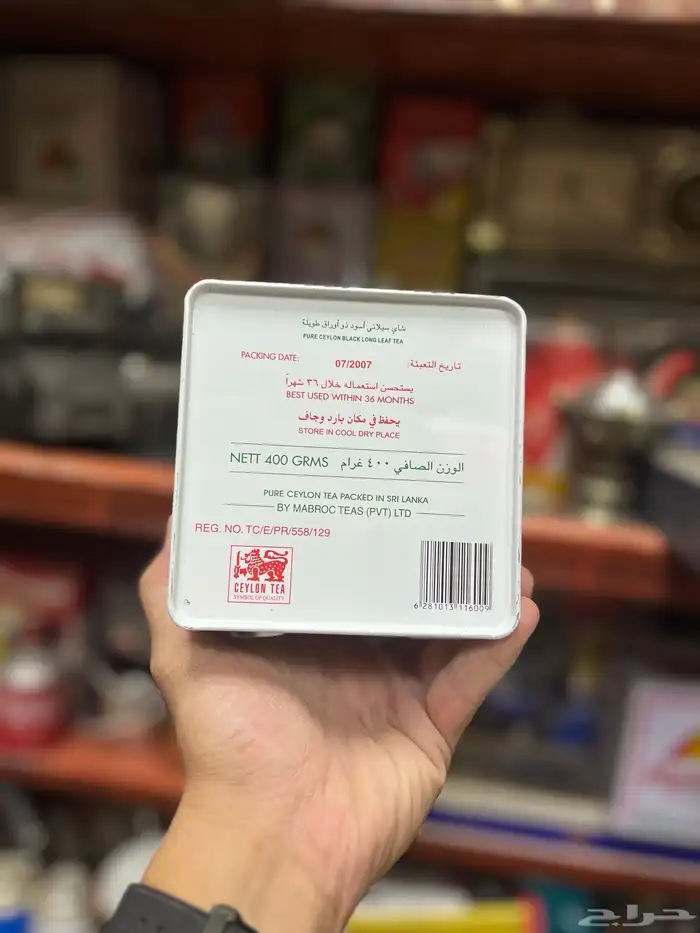 شاي سيلاني أسود ذو أوراق طويلة
PURE CEYLON BLACK LONG LEAF TEA
PACKING DATE: 07/2007 تاريخ التعبئة:
يستحسن استعماله خلال ٣٦ شهراً
BEST USED WITHIN 36 MONTHS
يحفظ في مكان بارد وجاف
STORE IN COOL DRY PLACE
NETT 400 GRMS الوزن الصافي ٤٠٠ غرام
PURE CEYLON TEA PACKED IN SRI LANKA
BY MABROC TEAS (PVT) LTD
REG. NO. TC/E/PR/558/129
CEYLON TEA
SYMBOL OF QUALITY
6 281013 116009
حراج